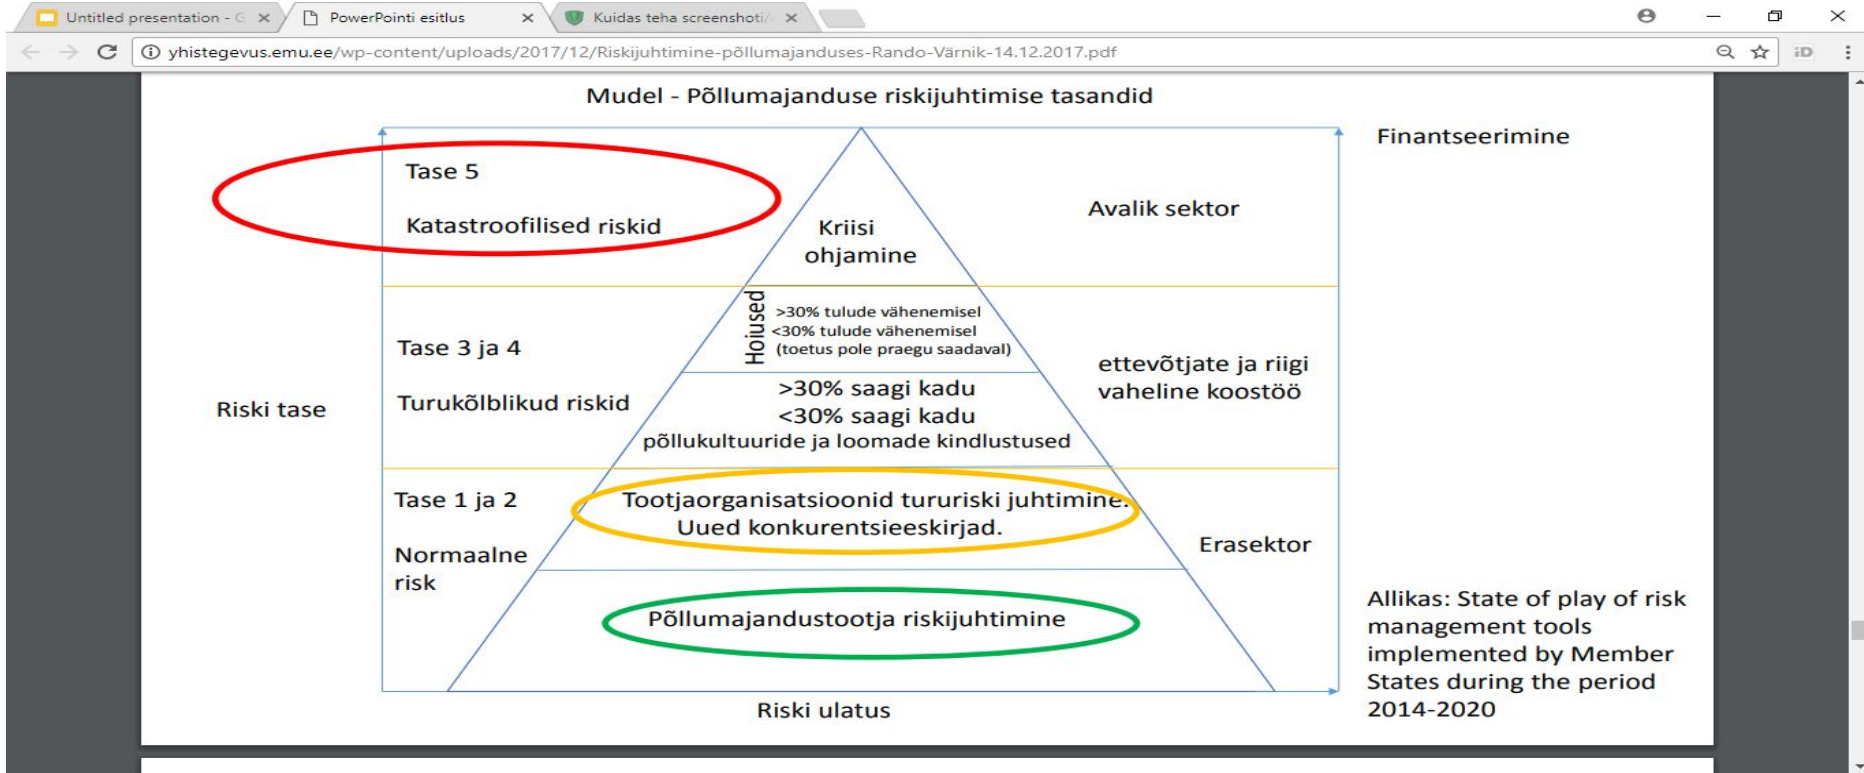 Untitled presentation - G
PowerPointi esitlus
Kuidas teha screenshoti/
yhistegevus.emu.ee/wp-content/uploads/2017/12/Riskijuhtimine-põllumajanduses-Rando-Värnik-14.12.2017.pdf
iD
Mudel - Põllumajanduse riskijuhtimise tasandid
Finantseerimine
Tase 5
Katastroofilised riskid
Kriisi
ohjamine
Avalik sektor
Riski tase
Tase 3 ja 4
Turukõlblikud riskid
Hoiused
>30% tulude vähenemisel
<30% tulude vähenemisel
(toetus pole praegu saadaval)
>30% saagi kadu
<30% saagi kadu
põllukultuuride ja loomade kindlustused
ettevõtjate ja riigi
vaheline koostöö
Tase 1 ja 2
Normaalne
risk
Tootjaorganisatsioonid tururiski juhtimine.
Uued konkurentsieeskirjad.
Erasektor
Põllumajandustootja riskijuhtimine
Riski ulatus
Allikas: State of play of risk
management tools
implemented by Member
States during the period
2014-2020